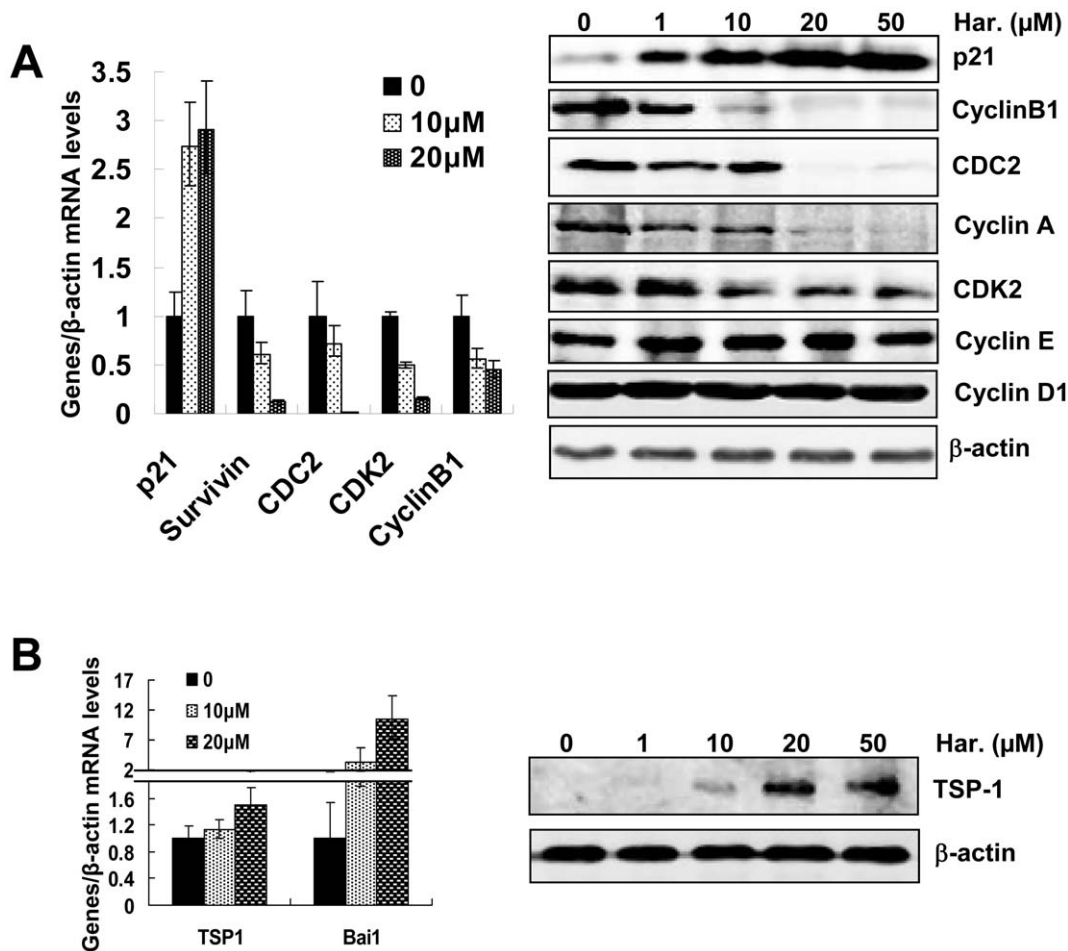 A
Genes/β-actin mRNA levels
3.5
3
2.5
2
1.5
1
0.5
0
0
10μM
20μM
p21
Survivin
CDC2
CDK2
CyclinB1
0 1 10 20 50 Har. (μM)
p21
CyclinB1
CDC2
Cyclin A
CDK2
Cyclin E
Cyclin D1
β-actin
B
Genes/β-actin mRNA levels
17
12
7
2
1.6
1.2
0.8
0.4
0
0
10μM
20μM
TSP1
Bai1
0 1 10 20 50 Har. (μM)
TSP-1
β-actin